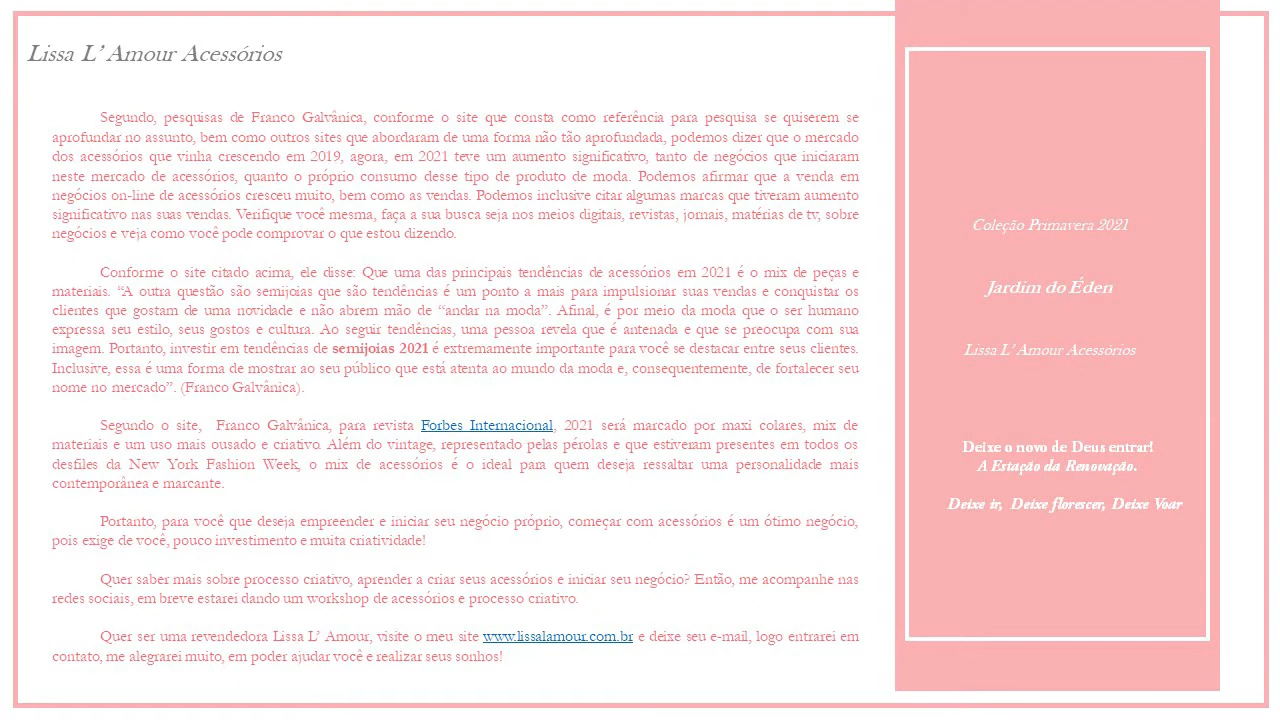 Lissa L’ Amour Acessórios
Segundo, pesquisas de Franco Galvânica, conforme o site que consta como referência para pesquisa se quiserem se
aprofundar no assunto, bem como outros sites que abordaram de uma forma não tão aprofundada, podemos dizer que o mercado
dos acessórios que vinha crescendo em 2019, agora, em 2021 teve um aumento significativo, tanto de negócios que iniciaram
neste mercado de acessórios, quanto o próprio consumo desse tipo de produto de moda. Podemos afirmar que a venda em
negócios on-line de acessórios cresceu muito, bem como as vendas. Podemos inclusive citar algumas marcas que tiveram aumento
significativo nas suas vendas. Verifique você mesma, faça a sua busca seja nos meios digitais, revistas, jornais, matérias de tv, sobre
negócios e veja como você pode comprovar o que estou dizendo.
Conforme o site citado acima, ele disse: Que uma das principais tendências de acessórios em 2021 é o mix de peças e
materiais. “A outra questão são semijoias que são tendências é um ponto a mais para impulsionar suas vendas e conquistar os
clientes que gostam de uma novidade e não abrem mão de “andar na moda”. Afinal, é por meio da moda que o ser humano
expressa seu estilo, seus gostos e cultura. Ao seguir tendências, uma pessoa revela que é antenada e que se preocupa com sua
imagem. Portanto, investir em tendências de semijoias 2021 é extremamente importante para você se destacar entre seus clientes.
Inclusive, essa é uma forma de mostrar ao seu público que está atenta ao mundo da moda e, consequentemente, de fortalecer seu
nome no mercado”. (Franco Galvânica).
Segundo o site, Franco Galvânica, para revista Forbes Internacional, 2021 será marcado por maxi colares, mix de
materiais e um uso mais ousado e criativo. Além do vintage, representado pelas pérolas e que estiveram presentes em todos os
desfiles da New York Fashion Week, o mix de acessórios é o ideal para quem deseja ressaltar uma personalidade mais
contemporânea e marcante.
Portanto, para você que deseja empreender e iniciar seu negócio próprio, começar com acessórios é um ótimo negócio,
pois exige de você, pouco investimento e muita criatividade!
Quer saber mais sobre processo criativo, aprender a criar seus acessórios e iniciar seu negócio? Então, me acompanhe nas
redes sociais, em breve estarei dando um workshop de acessórios e processo criativo.
Quer ser uma revendedora Lissa L’ Amour, visite o meu site www.lissalamour.com.br e deixe seu e-mail, logo entrarei em
contato, me alegrarei muito, em poder ajudar você e realizar seus sonhos!
Coleção Primavera 2021
Jardim do Éden
Lissa L’ Amour Acessórios
Deixe o novo de Deus entrar!
A Estação da Renovação.
Deixe ir, Deixe florescer, Deixe Voar